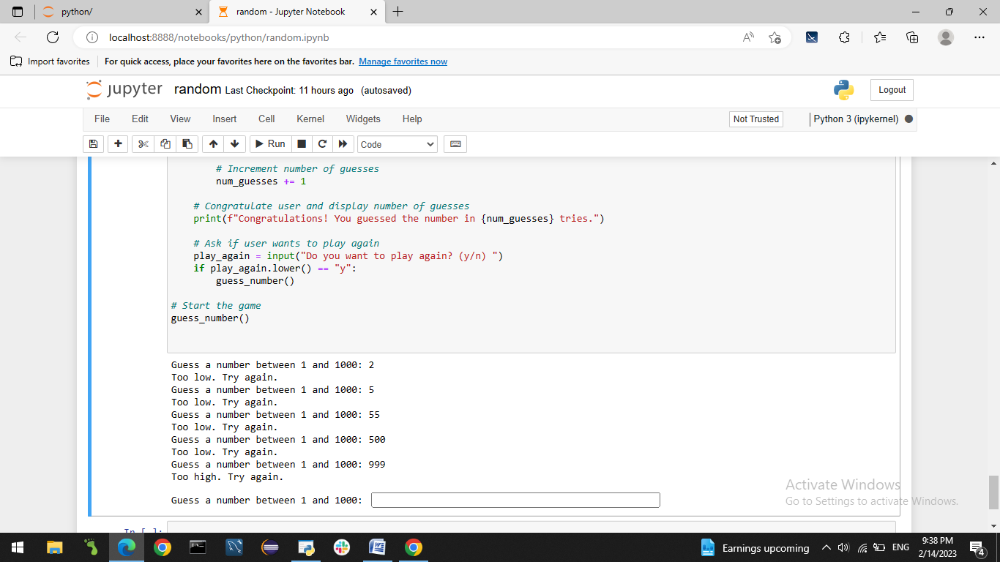 python/
random - Jupyter Notebook
localhost:8888/notebooks/python/random.ipynb
Import favorites
For quick access, place your favorites here on the favorites bar. Manage favorites now
jupyter random Last Checkpoint: 11 hours ago (autosaved)
Logout
File Edit View Insert Cell Kernel Widgets Help
Not Trusted
Python 3 (ipykernel)
Run
Code
# Increment number of guesses
num_guesses += 1
# Congratulate user and display number of guesses
print(f"Congratulations! You guessed the number in {num_guesses} tries.")
# Ask if user wants to play again
play_again = input("Do you want to play again? (y/n) ")
if play_again.lower() == "y":
guess_number()
# Start the game
guess_number()
Guess a number between 1 and 1000: 2
Too low. Try again.
Guess a number between 1 and 1000: 5
Too low. Try again.
Guess a number between 1 and 1000: 55
Too low. Try again.
Guess a number between 1 and 1000: 500
Too low. Try again.
Guess a number between 1 and 1000: 999
Too high. Try again.
Guess a number between 1 and 1000:
Activate Windows
Go to Settings to activate Windows.
In [ ]:
Earnings upcoming
ENG
9:38 PM
2/14/2023
4